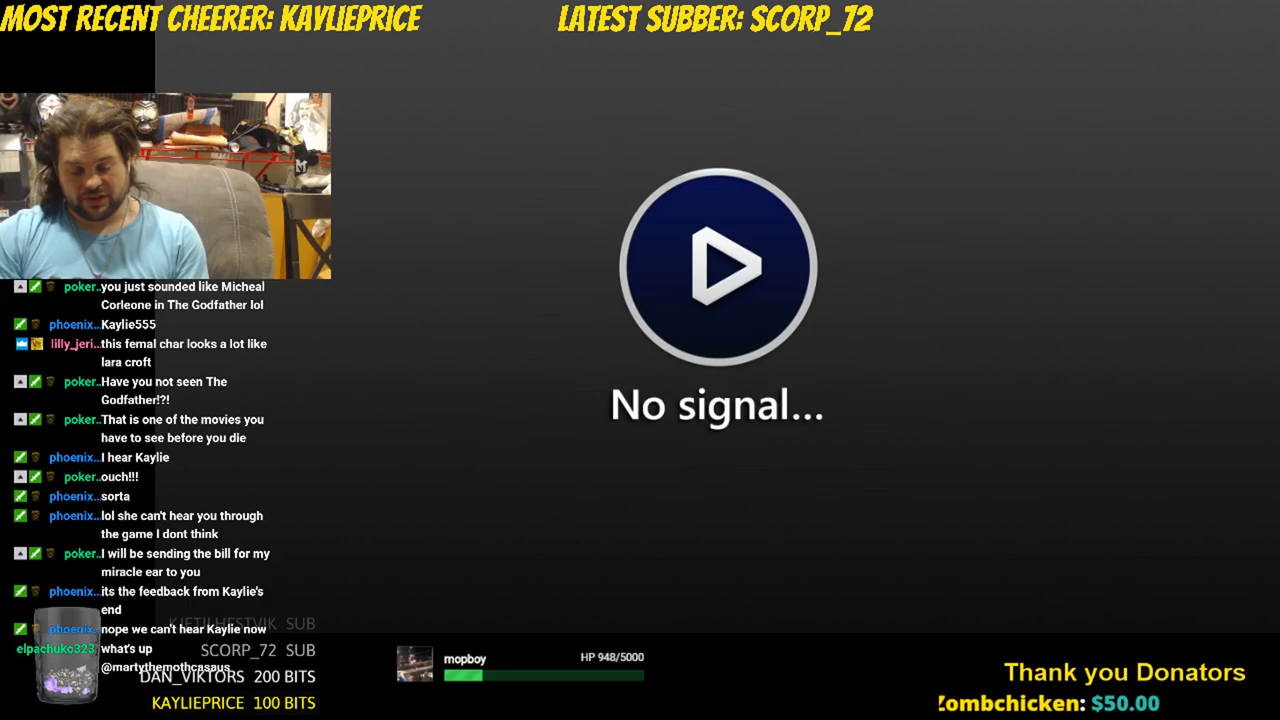 MOST RECENT CHEERER: KAYLIEPRICE
LATEST SUBBER: SCORP_72
poker.. you just sounded like Micheal
Corleone in The Godfather lol
phoenix... Kaylie555
lilly_jeri... this femal char looks a lot like
lara croft
poker.. Have you not seen The
Godfather!?!
poker.. That is one of the movies you
have to see before you die
phoenix... I hear Kaylie
poker.. ouch!!!
phoenix... sorta
phoenix... lol she can't hear you through
the game I dont think
poker.. I will be sending the bill for my
miracle ear to you
phoenix... its the feedback from Kaylie's
end
phoenix... nope we can't hear Kaylie now
elpachuko323 what's up
@martythemothcasaus
No signal...
KJETILHESTVIK SUB
SCORP_72 SUB
DAN_VIKTORS 200 BITS
KAYLIEPRICE 100 BITS
mopboy HP 948/5000
Thank you Donators
Zombchicken: $50.00